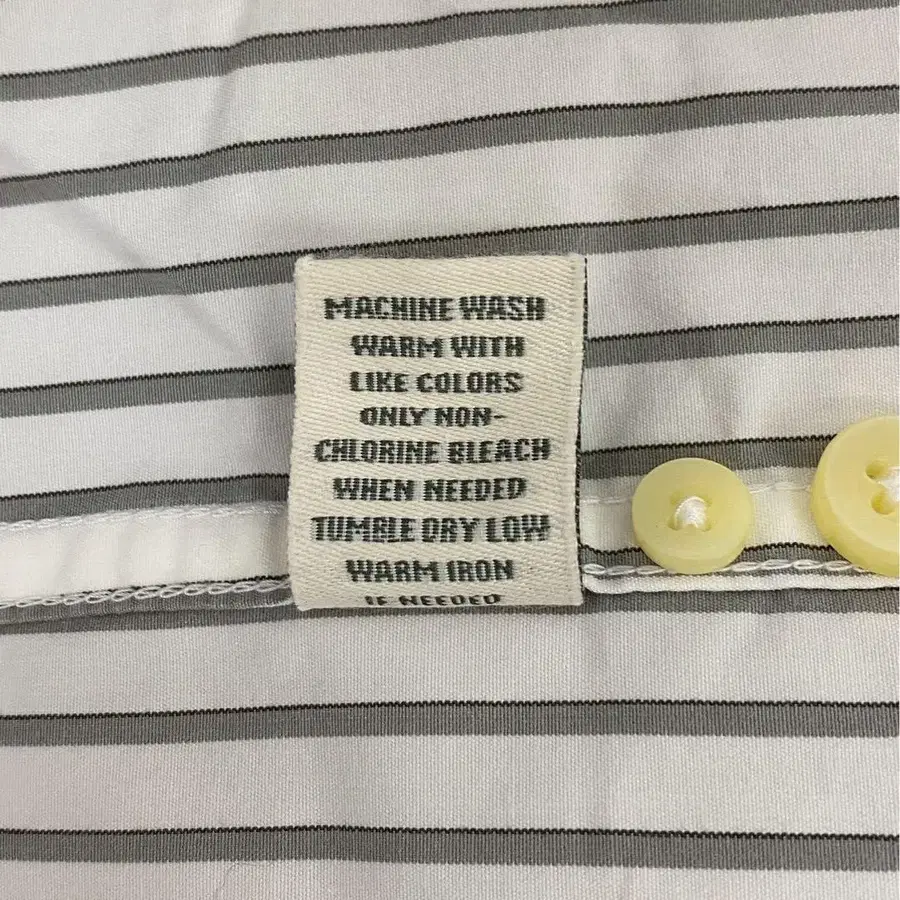 MACHINE WASH
WARM WITH
LIKE COLORS
ONLY NON-
CHLORINE BLEACH
WHEN NEEDED
TUMBLE DRY LOW
WARM IRON
IF NEEDED